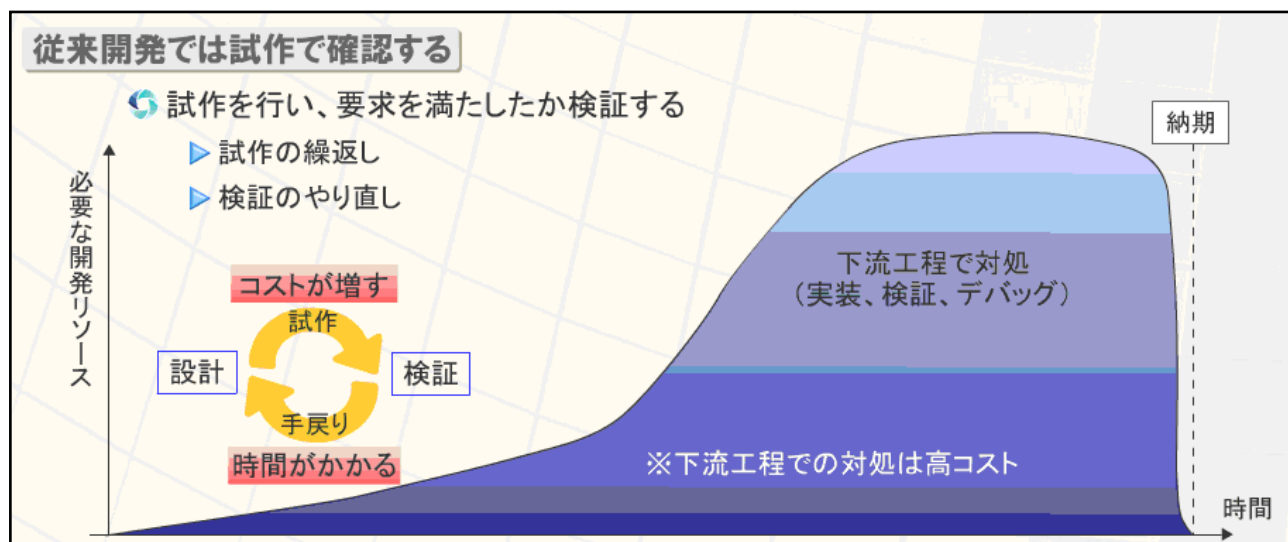 従来開発では試作で確認する
試作を行い、要求を満たしたか検証する
試作の繰返し
検証のやり直し
納期
必要な開発リソース
コストが増す
試作
設計
検証
手戻り
時間がかかる
下流工程で対処
（実装、検証、デバッグ）
※下流工程での対処は高コスト
時間